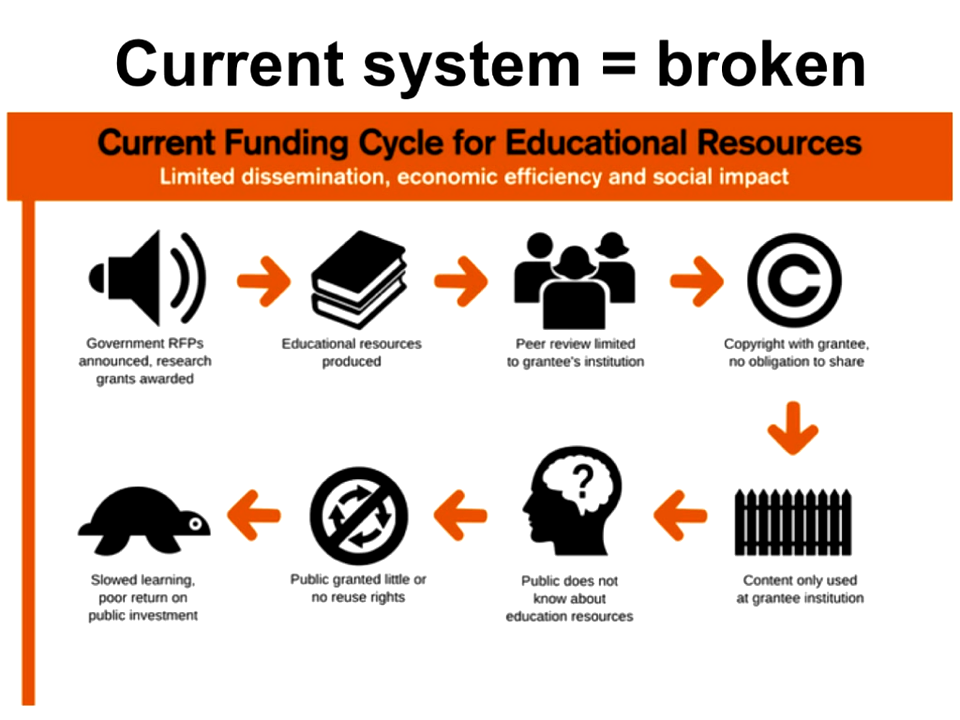 Current system = broken
Current Funding Cycle for Educational Resources
Limited dissemination, economic efficiency and social impact
Government RFPs
announced, research
grants awarded
Educational resources
produced
Peer review limited
to grantee's institution
©
Copyright with grantee,
no obligation to share
Slowed learning,
poor return on
public investment
Public granted little or
no reuse rights
?
Public does not
know about
education resources
Content only used
at grantee institution